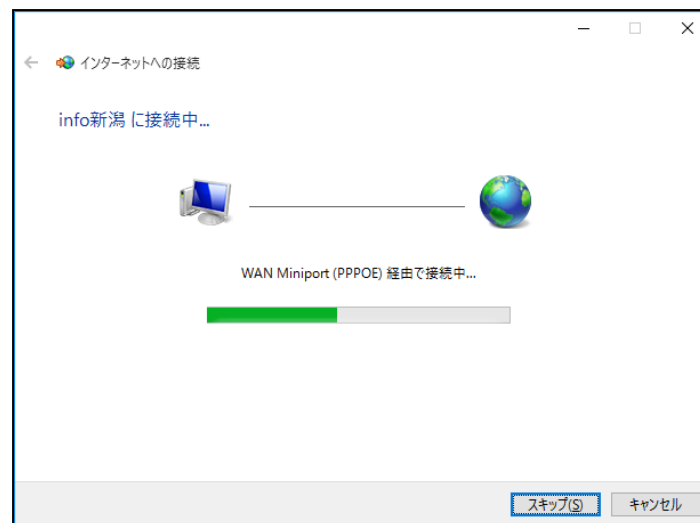 インターネットへの接続
info新潟 に接続中...
WAN Miniport (PPPOE) 経由で接続中...
スキップ(S)
キャンセル